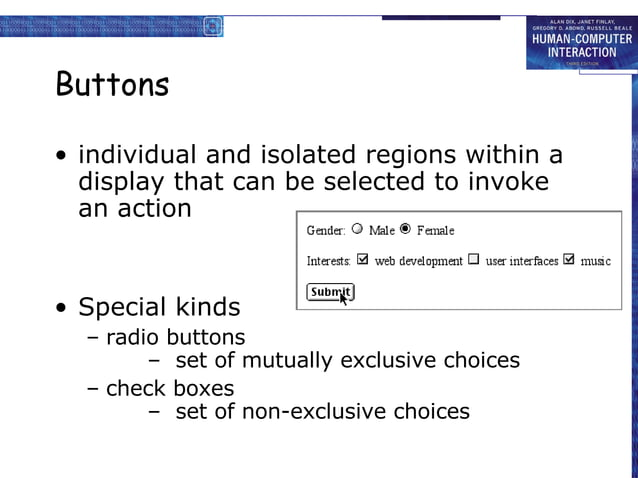 ALAN DIX, JANET FINLAY,
GREGORY D. ABOWD, RUSSELL BEALE
HUMAN-COMPUTER
INTERACTION
THIRD EDITION
Buttons
• individual and isolated regions within a
display that can be selected to invoke
an action
Gender: Male Female
Interests: web development user interfaces music
Submit
• Special kinds
– radio buttons
– set of mutually exclusive choices
– check boxes
– set of non-exclusive choices